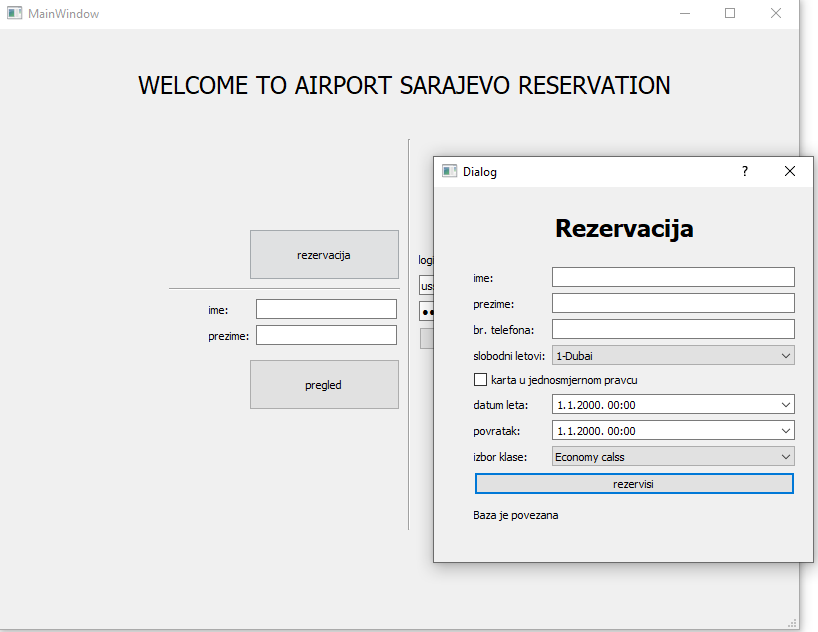 MainWindow
WELCOME TO AIRPORT SARAJEVO RESERVATION
rezervacija
ime:
prezime:
pregled
Dialog
?
Rezervacija
ime:
prezime:
br. telefona:
slobodni letovi: 1-Dubai
karta u jednosmjernom pravcu
datum leta: 1.1.2000. 00:00
povratak: 1.1.2000. 00:00
izbor klase: Economy calss
rezervisi
Baza je povezana